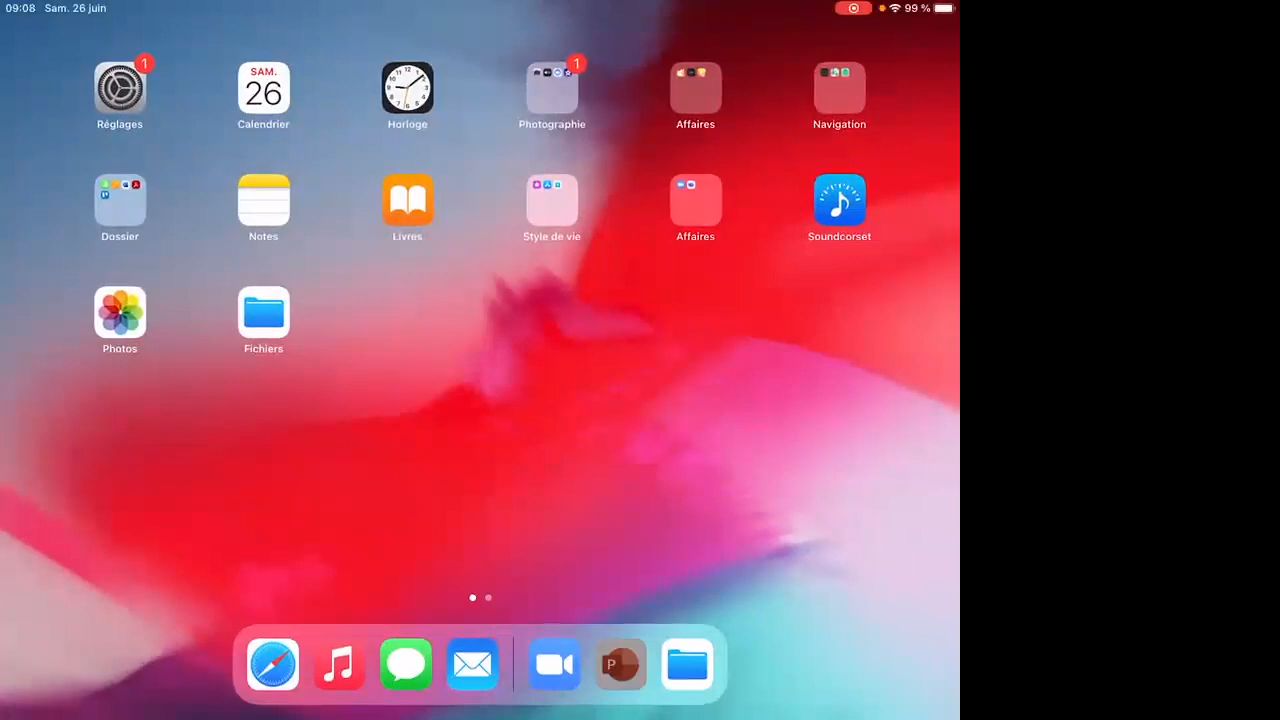 09:08 Sam. 26 juin 99 %
1 SAM. 26 1
Réglages Calendrier Horloge Photographie Affaires Navigation
Dossier Notes Livres Style de vie Affaires Soundcorset
Photos Fichiers
P